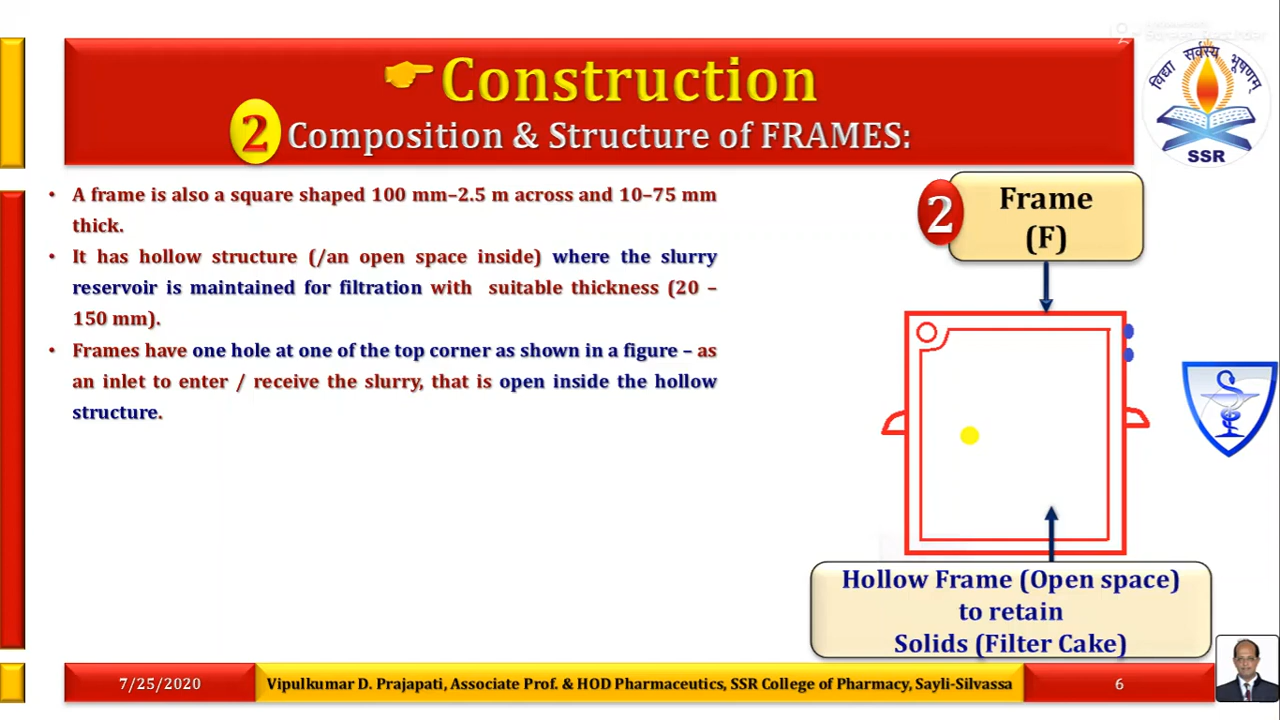 Construction
2 Composition & Structure of FRAMES:
विद्या सर्वस्य भूषणम्
SSR
• A frame is also a square shaped 100 mm–2.5 m across and 10–75 mm
thick.
• It has hollow structure (/an open space inside) where the slurry
reservoir is maintained for filtration with suitable thickness (20 –
150 mm).
• Frames have one hole at one of the top corner as shown in a figure – as
an inlet to enter / receive the slurry, that is open inside the hollow
structure.
2
Frame
(F)
Hollow Frame (Open space)
to retain
Solids (Filter Cake)
7/25/2020
Vipulkumar D. Prajapati, Associate Prof. & HOD Pharmaceutics, SSR College of Pharmacy, Sayli-Silvassa
6